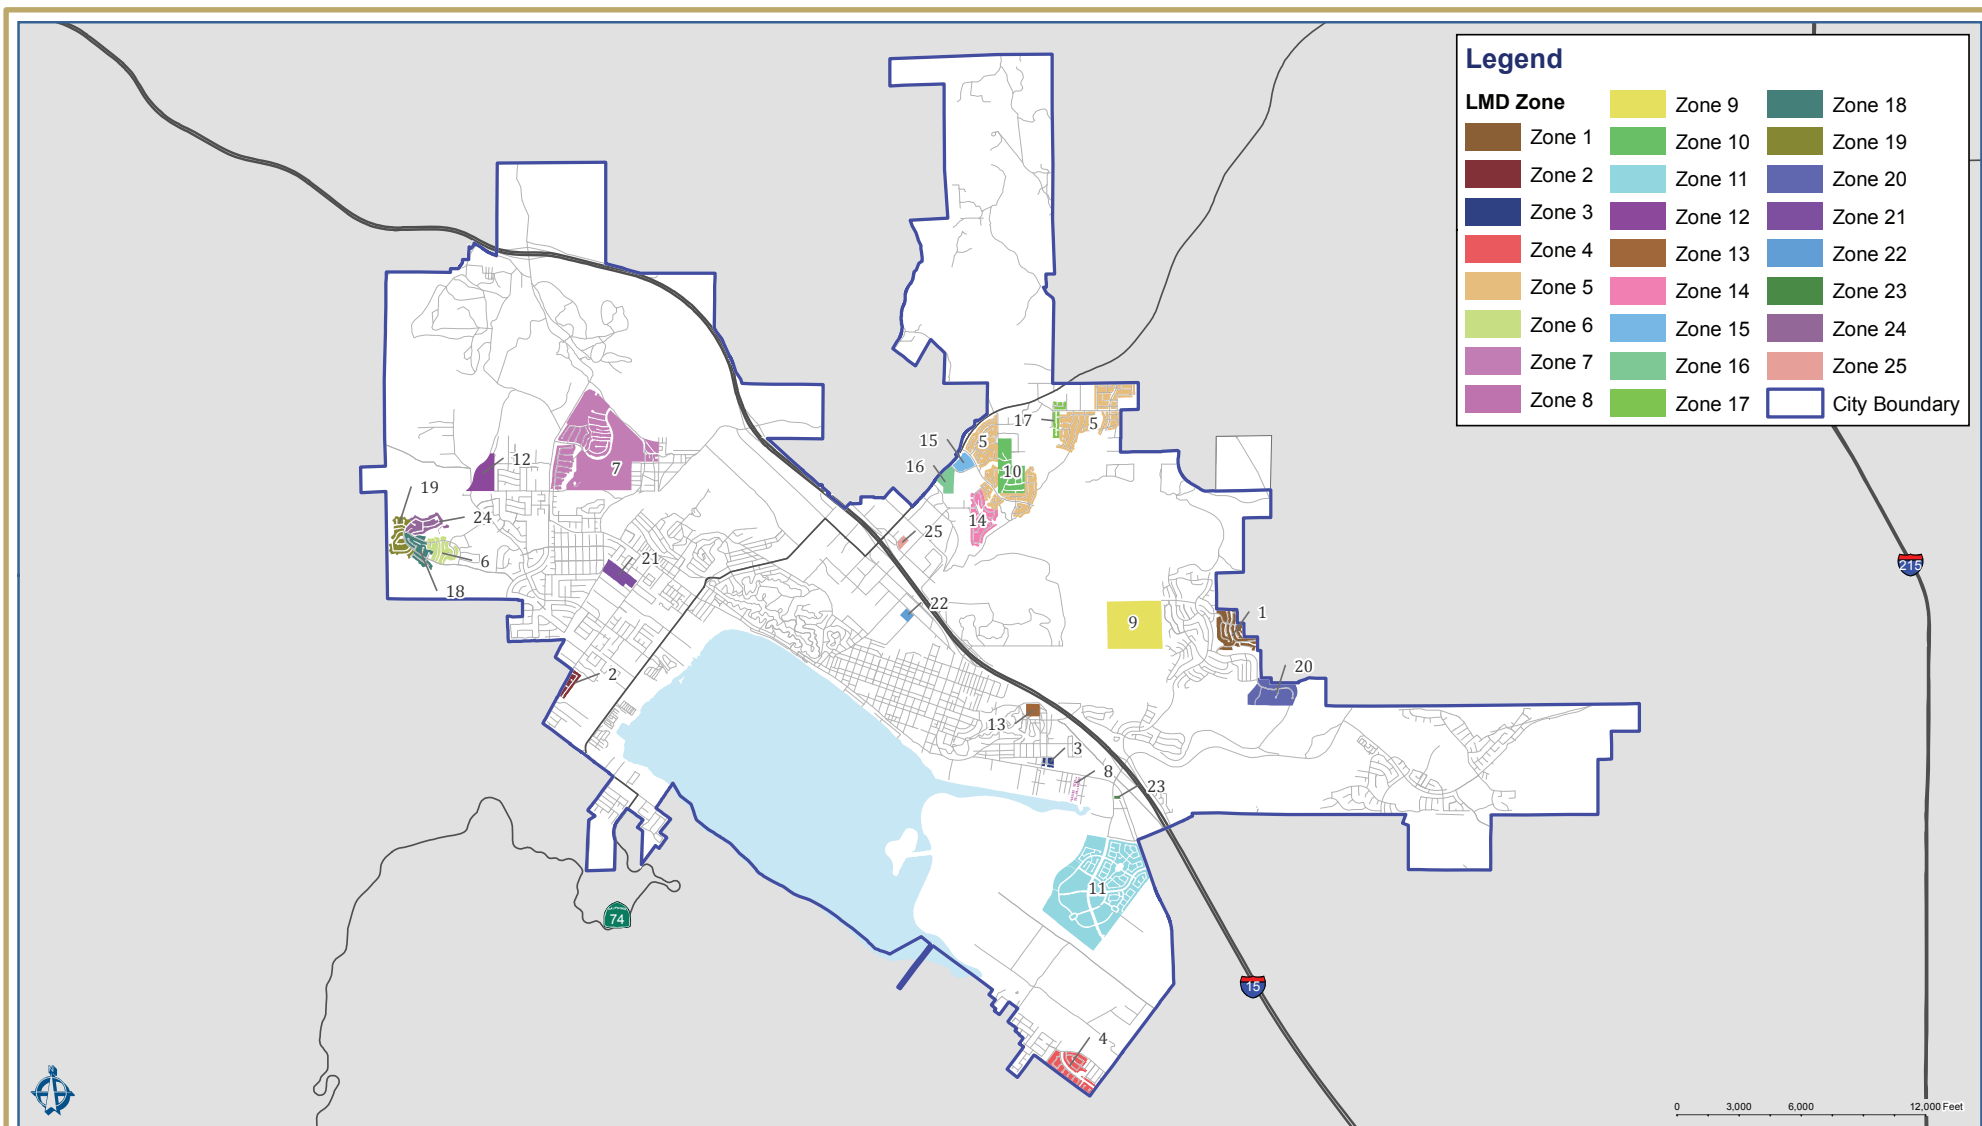 Legend
LMD Zone
Zone 1
Zone 2
Zone 3
Zone 4
Zone 5
Zone 6
Zone 7
Zone 8
Zone 9
Zone 10
Zone 11
Zone 12
Zone 13
Zone 14
Zone 15
Zone 16
Zone 17
Zone 18
Zone 19
Zone 20
Zone 21
Zone 22
Zone 23
Zone 24
Zone 25
City Boundary
17
5
15
5
12
7
16
10
19
24
14
25
6
21
215
18
22
1
9
20
2
13
3
8
23
11
74
15
4
0 3,000 6,000 12,000 Feet